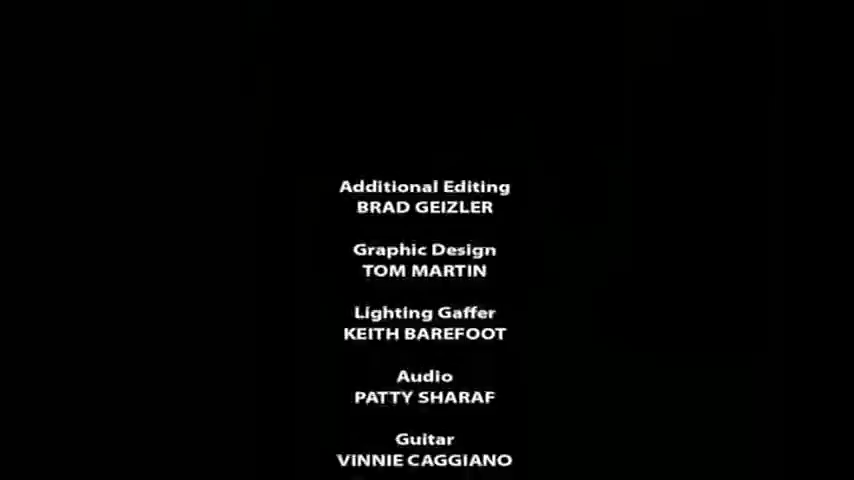 Additional Editing
BRAD GEIZLER
Graphic Design
TOM MARTIN
Lighting Gaffer
KEITH BAREFOOT
Audio
PATTY SHARAF
Guitar
VINNIE CAGGIANO